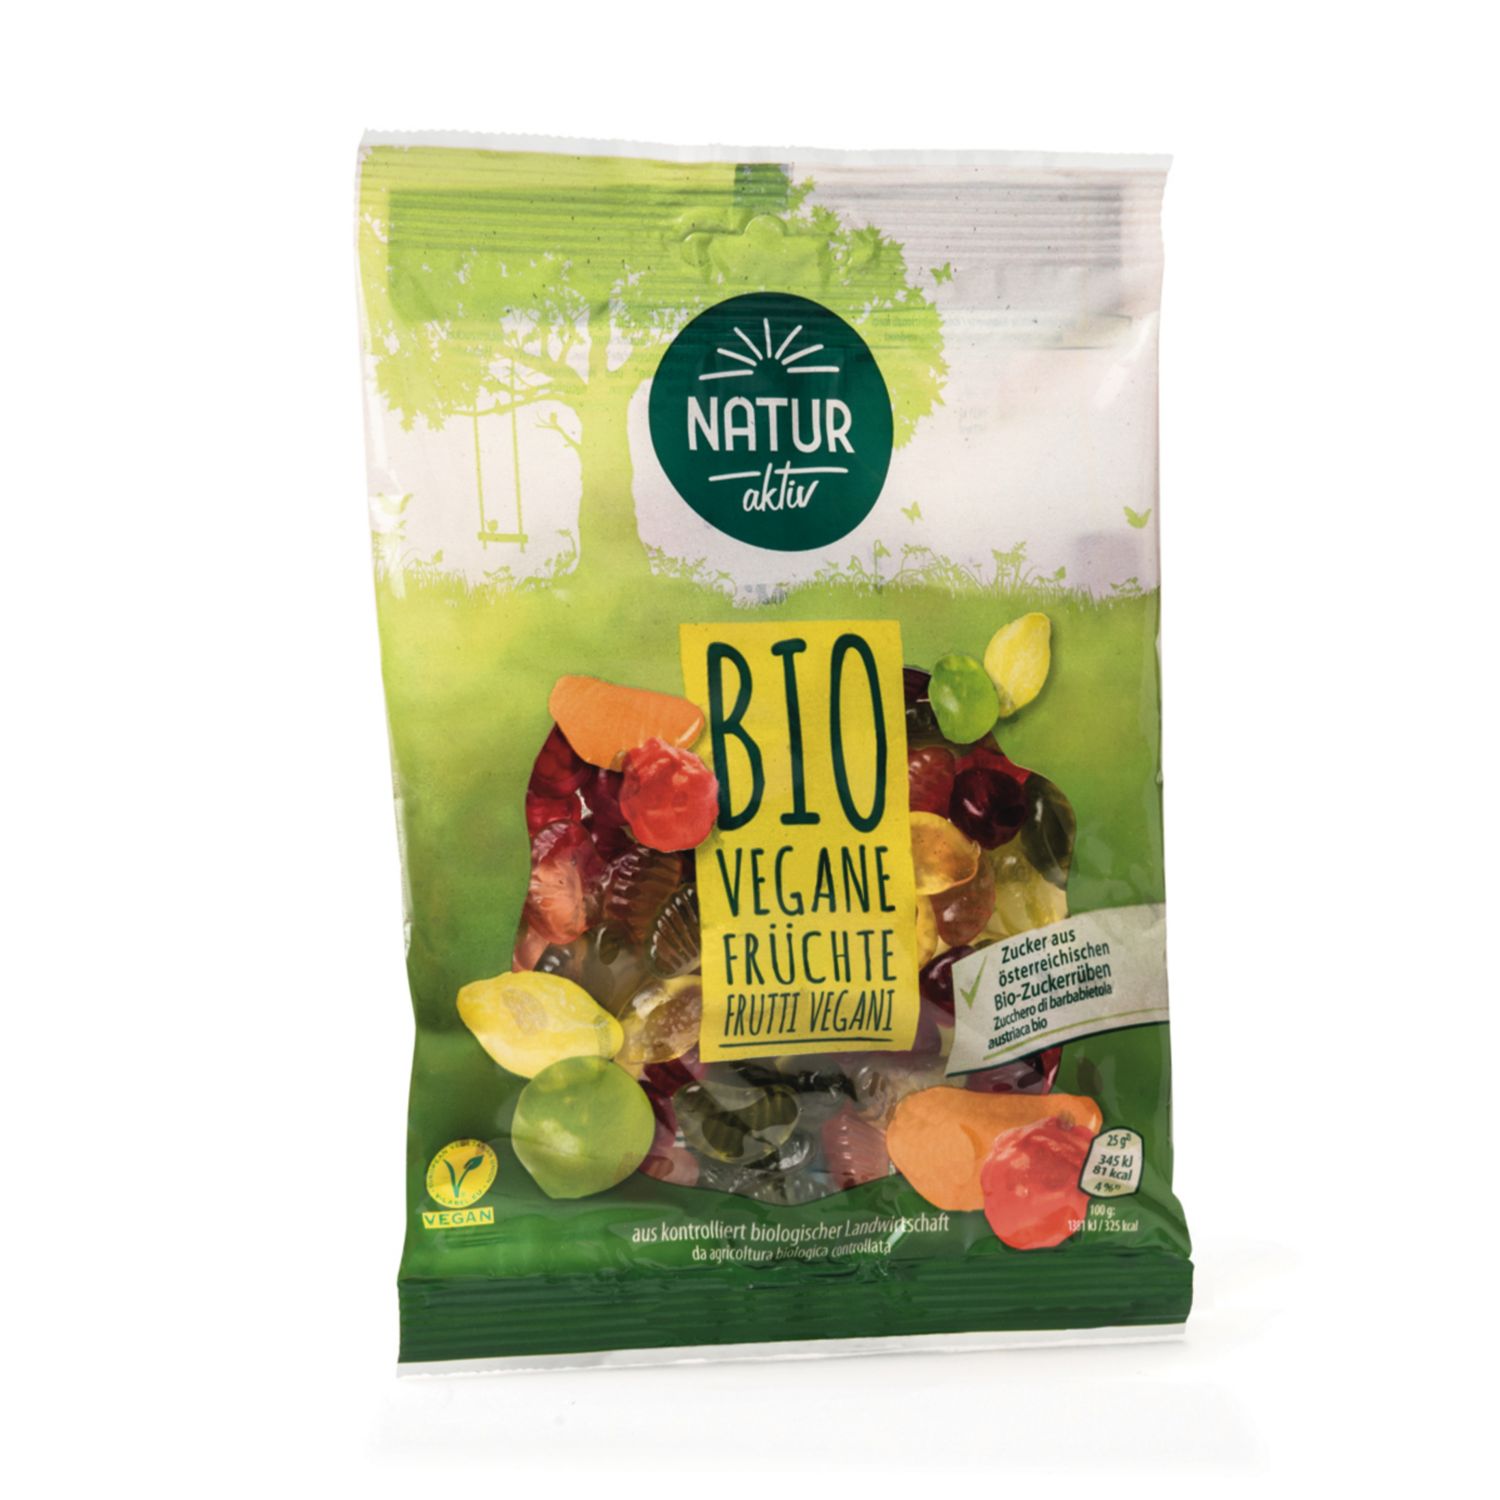 NATUR
aktiv
BIO
VEGANE
FRÜCHTE
FRUTTI VEGANI
Zucker aus
österreichischen
Bio-Zuckerrüben
Zucchero di barbabietola
austriaca bio
VEGAN
25 g
345 kJ
81 kcal
4 %
100 g:
1381 kJ / 325 kcal
aus kontrolliert biologischer Landwirtschaft
da agricoltura biologica controllata